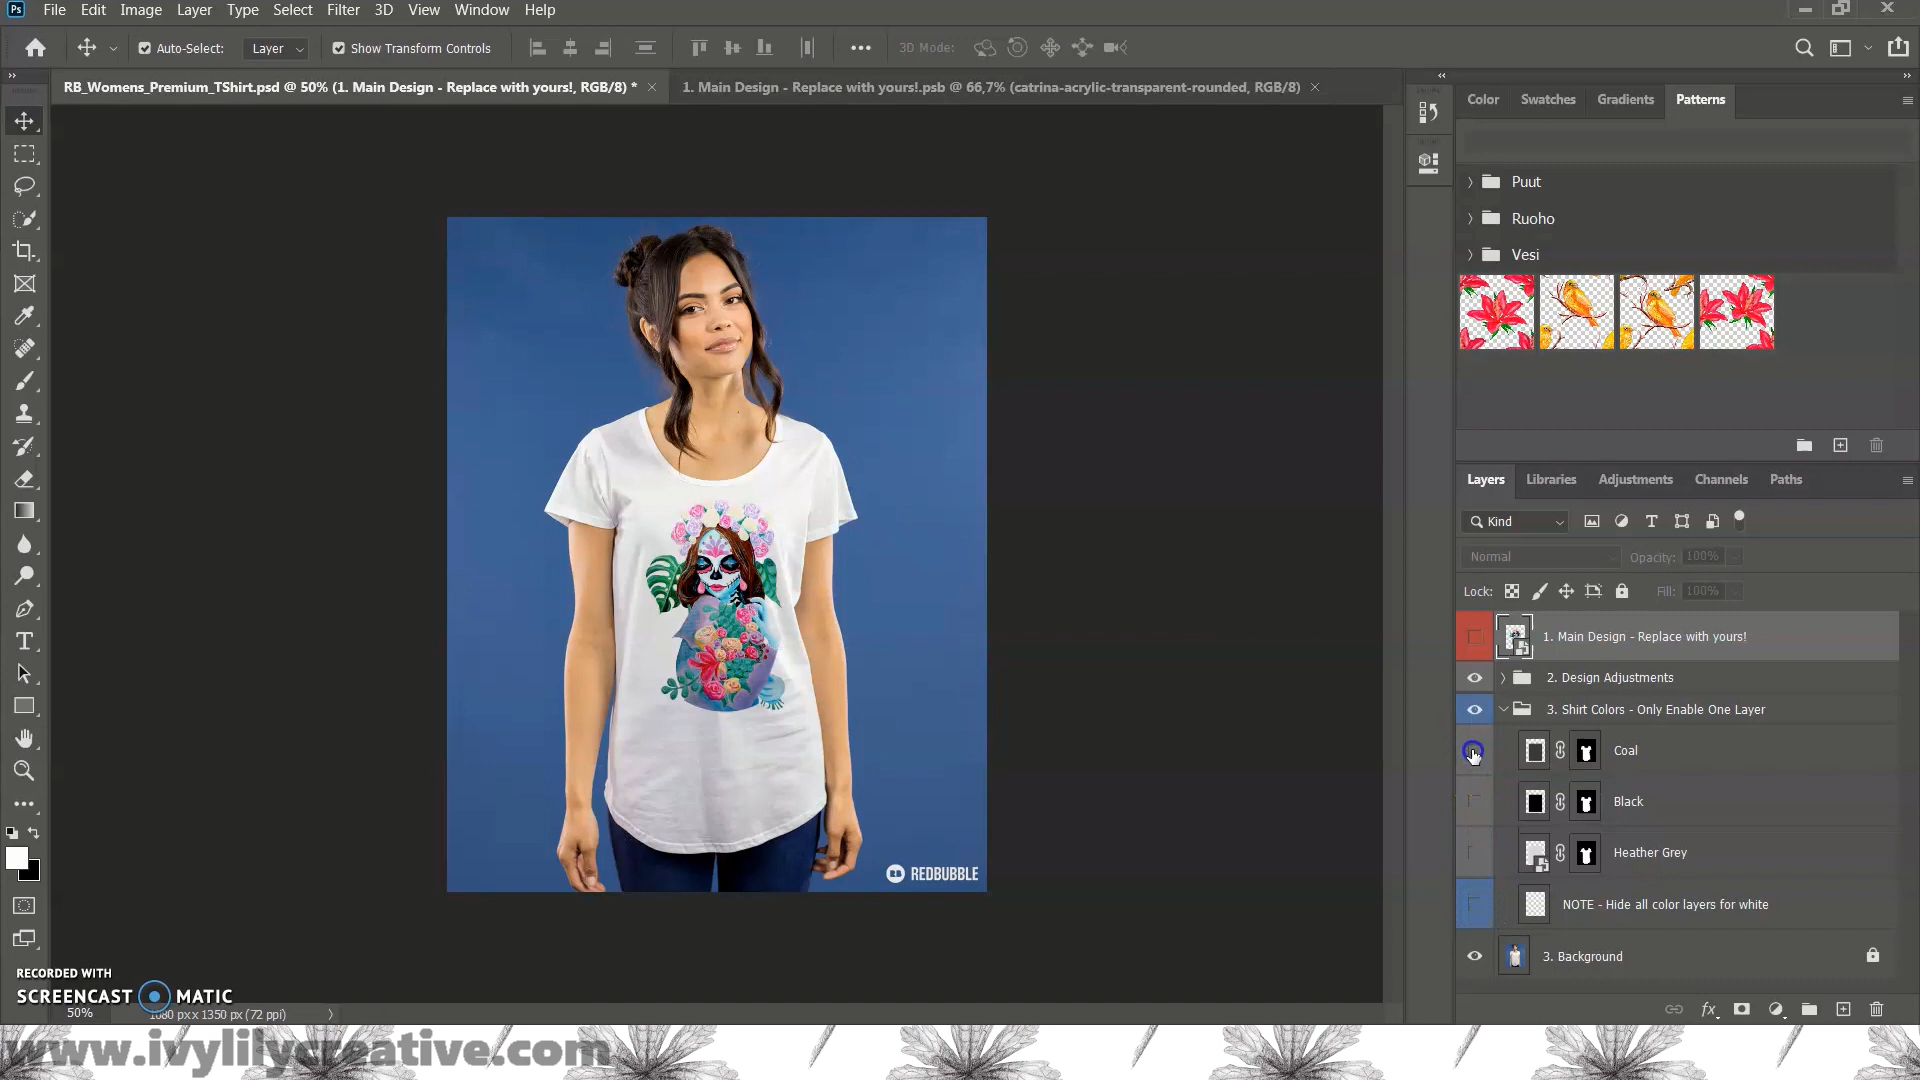 Ps File Edit Image Layer Type Select Filter 3D View Window Help
Auto-Select: Layer Show Transform Controls 3D Mode:
RB_Womens_Premium_TShirt.psd @ 50% (1. Main Design - Replace with yours!, RGB/8) * 1. Main Design - Replace with yours!.psb @ 66,7% (catrina-acrylic-transparent-rounded, RGB/8)
Color Swatches Gradients Patterns
Puut
Ruoho
Vesi
Layers Libraries Adjustments Channels Paths
Kind
Normal Opacity: 100%
Lock: Fill: 100%
1. Main Design - Replace with yours!
2. Design Adjustments
3. Shirt Colors - Only Enable One Layer
Coal
Black
Heather Grey
NOTE - Hide all color layers for white
3. Background
REDBUBBLE
RECORDED WITH
SCREENCAST MATIC
50% 1080 px x 1350 px (72 ppi)
www.ivylilycreative.com